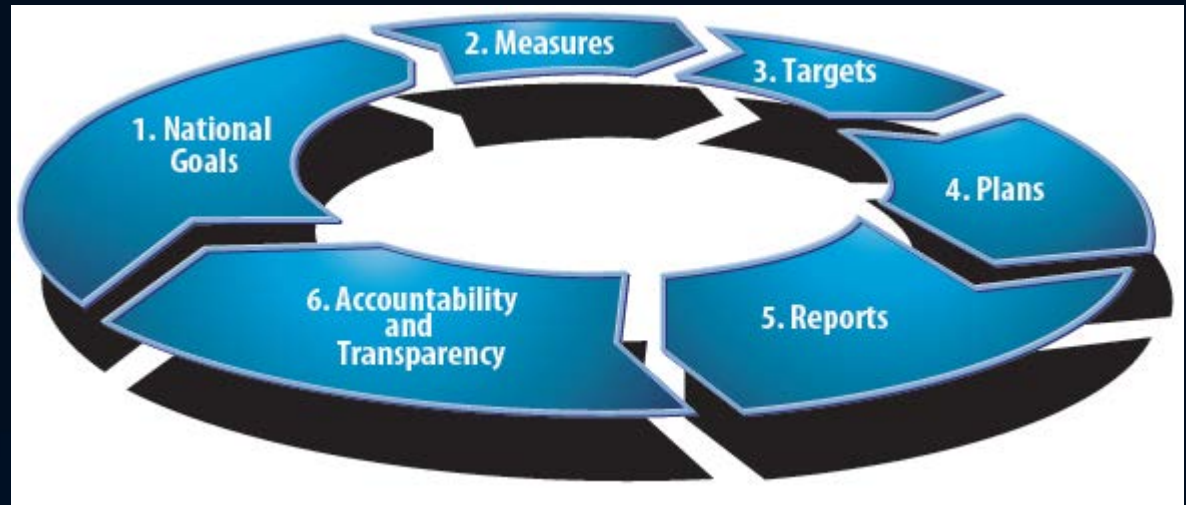 1. National
Goals
2. Measures
3. Targets
4. Plans
5. Reports
6. Accountability
and
Transparency